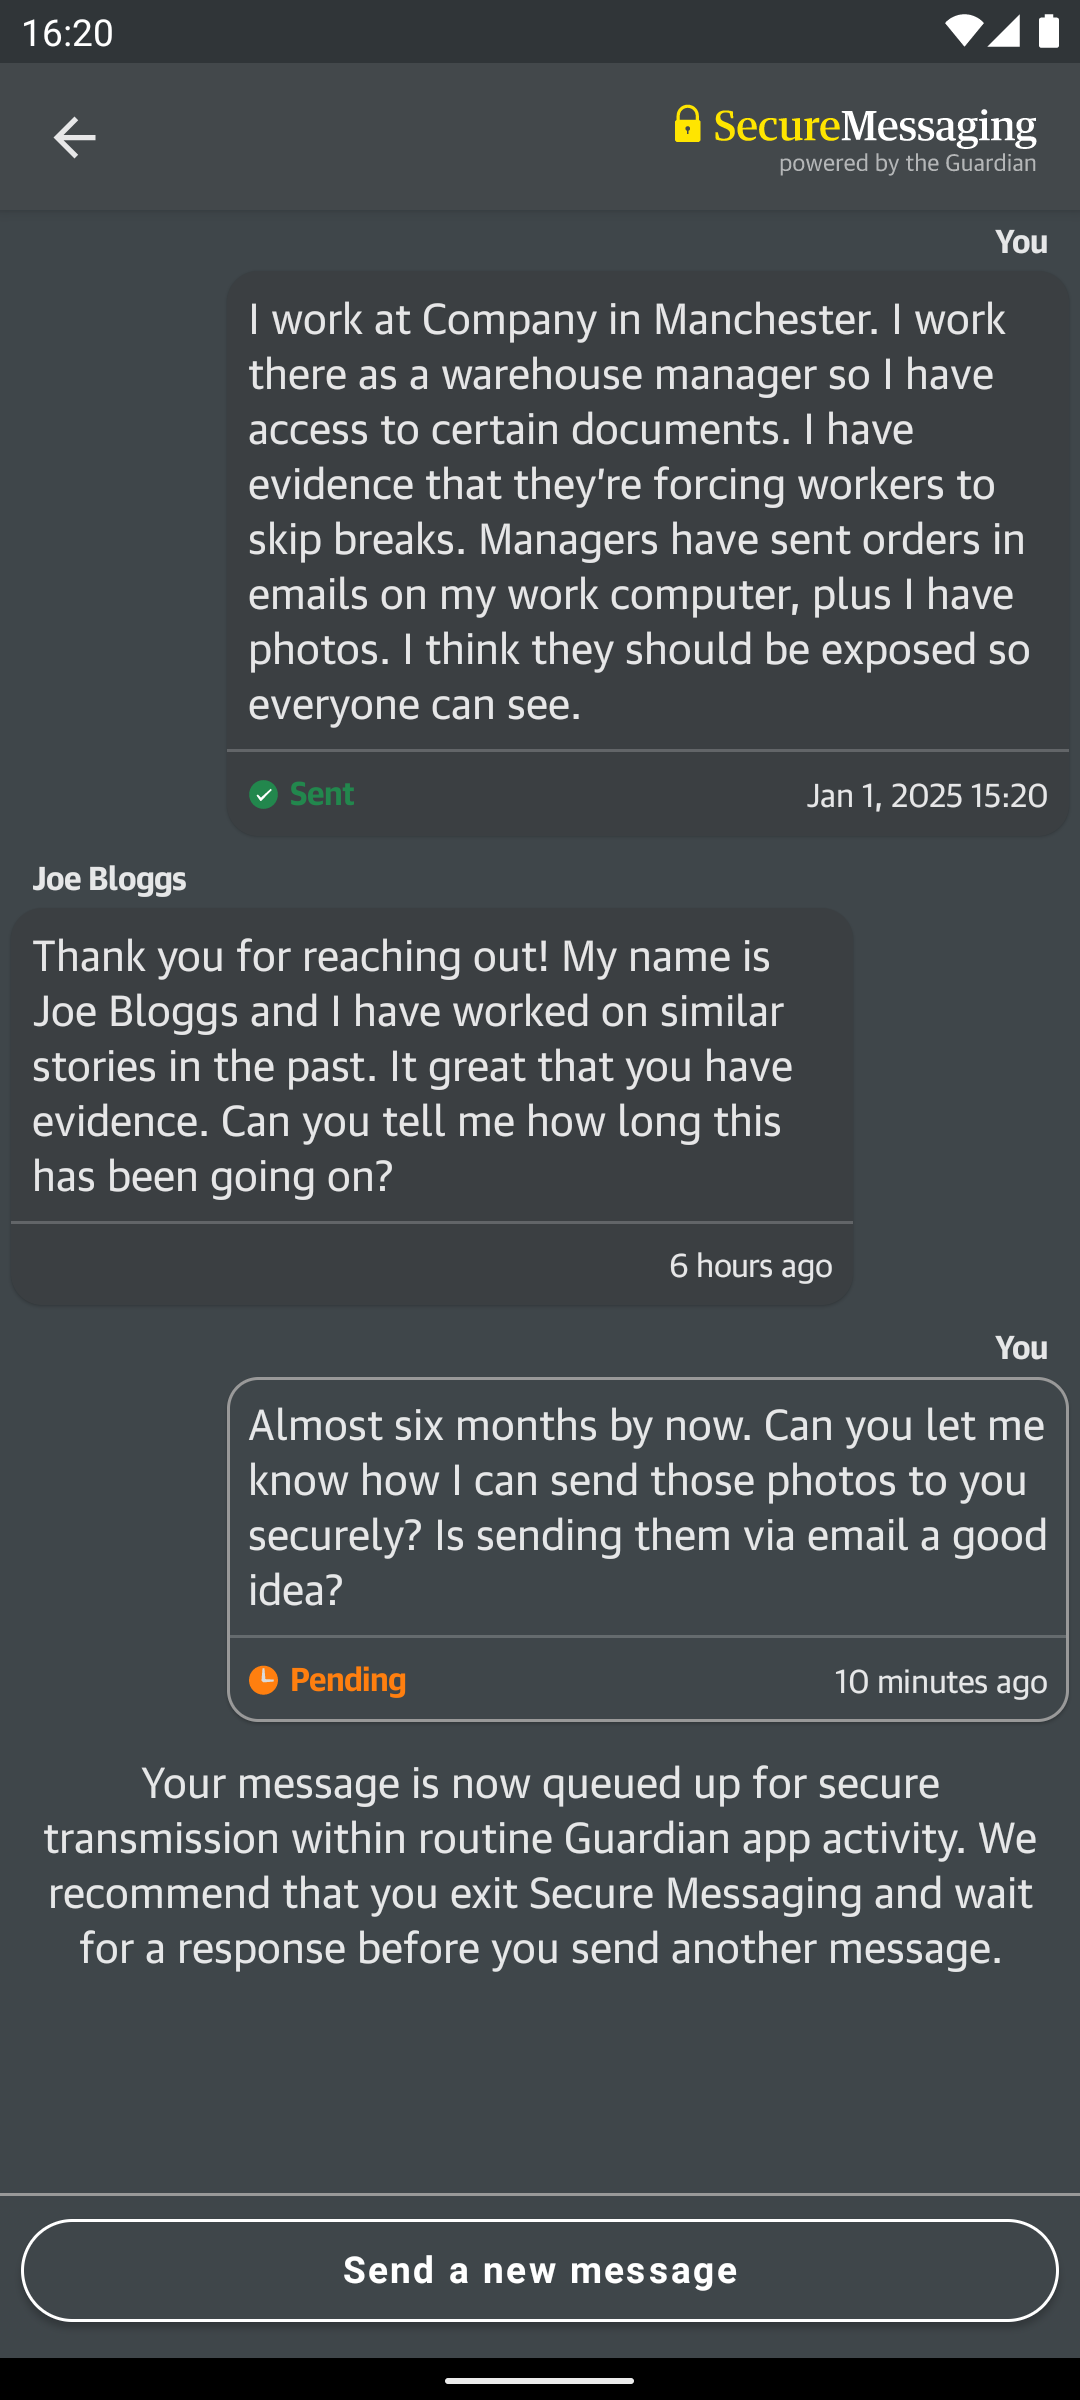 16:20
SecureMessaging
powered by the Guardian
You
I work at Company in Manchester. I work
there as a warehouse manager so I have
access to certain documents. I have
evidence that they're forcing workers to
skip breaks. Managers have sent orders in
emails on my work computer, plus I have
photos. I think they should be exposed so
everyone can see.
Sent
Jan 1, 2025 15:20
Joe Bloggs
Thank you for reaching out! My name is
Joe Bloggs and I have worked on similar
stories in the past. It great that you have
evidence. Can you tell me how long this
has been going on?
6 hours ago
You
Almost six months by now. Can you let me
know how I can send those photos to you
securely? Is sending them via email a good
idea?
Pending
10 minutes ago
Your message is now queued up for secure
transmission within routine Guardian app activity. We
recommend that you exit Secure Messaging and wait
for a response before you send another message.
Send a new message